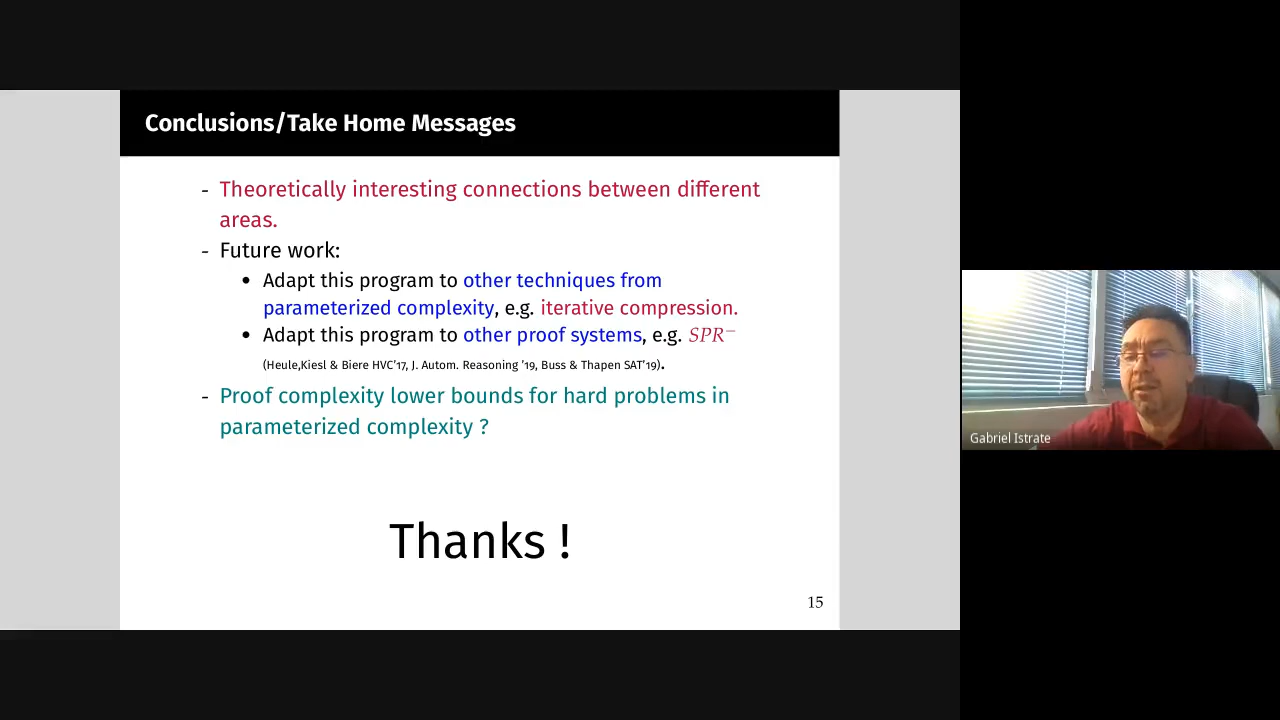 Conclusions/Take Home Messages
- Theoretically interesting connections between different
areas.
- Future work:
• Adapt this program to other techniques from
parameterized complexity, e.g. iterative compression.
• Adapt this program to other proof systems, e.g. SPR⁻
(Heule,Kiesl & Biere HVC'17, J. Autom. Reasoning '19, Buss & Thapen SAT'19).
- Proof complexity lower bounds for hard problems in
parameterized complexity ?
Thanks !
15
Gabriel Istrate